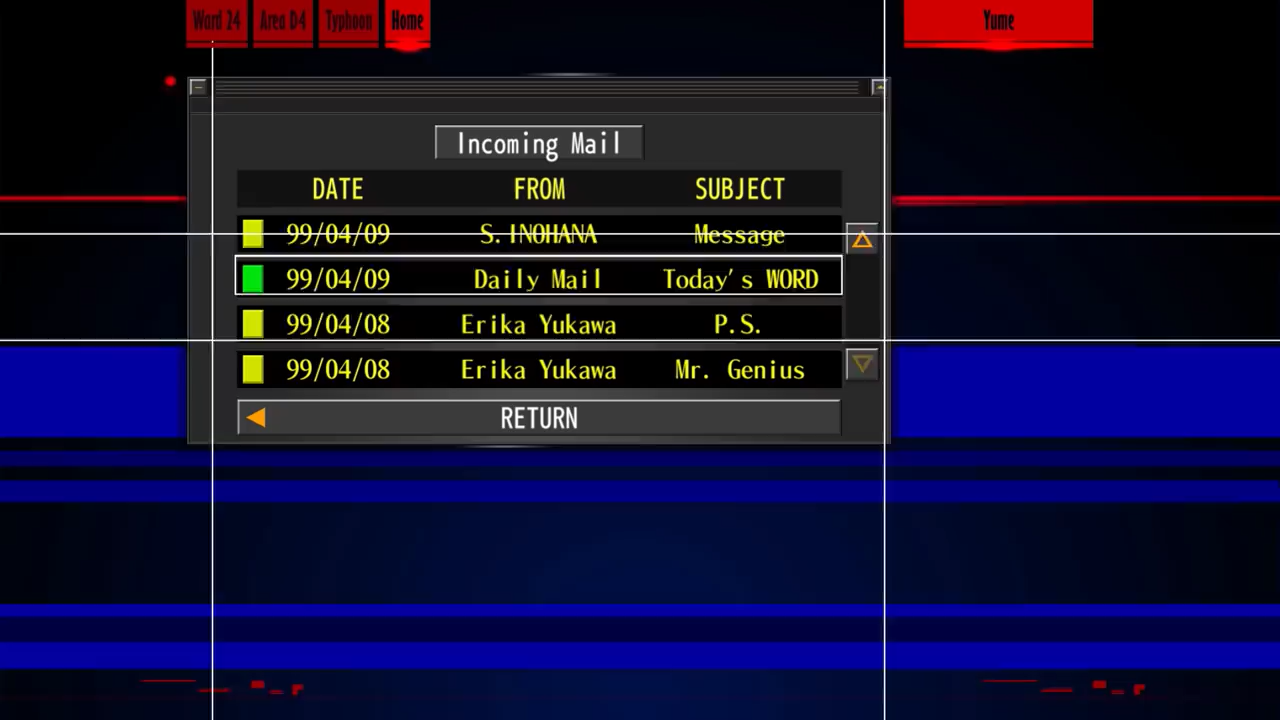 Ward 24 Area D4 Typhoon Home Yume
Incoming Mail
DATE FROM SUBJECT
99/04/09 S.INOHANA Message
99/04/09 Daily Mail Today's WORD
99/04/08 Erika Yukawa P.S.
99/04/08 Erika Yukawa Mr. Genius
RETURN